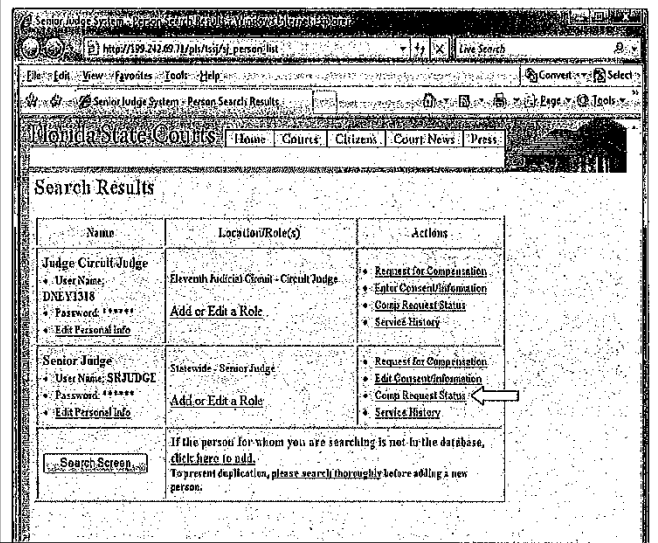 Senior Judge System - Person Search Results - Windows Internet Explorer
http://199.242.69.71/pls/tsij/sj_person_list
Live Search
File Edit View Favorites Tools Help
Convert Select
Senior Judge System - Person Search Results
Page Tools
Florida State Courts
Home Courts Citizens Court News Press
Search Results
Name Location/Role(s) Actions
Judge Circuit Judge
• User Name:
DNEY1318
• Password: ******
• Edit Personal Info
Eleventh Judicial Circuit - Circuit Judge
Add or Edit a Role
• Request for Compensation
• Enter Consent/Information
• Comp Request Status
• Service History
Senior Judge
• User Name: SRJUDGE
• Password: ******
• Edit Personal Info
Statewide - Senior Judge
Add or Edit a Role
• Request for Compensation
• Edit Consent/Information
• Comp Request Status
• Service History
Search Screen
If the person for whom you are searching is not in the database,
click here to add.
To prevent duplication, please search thoroughly before adding a new
person.